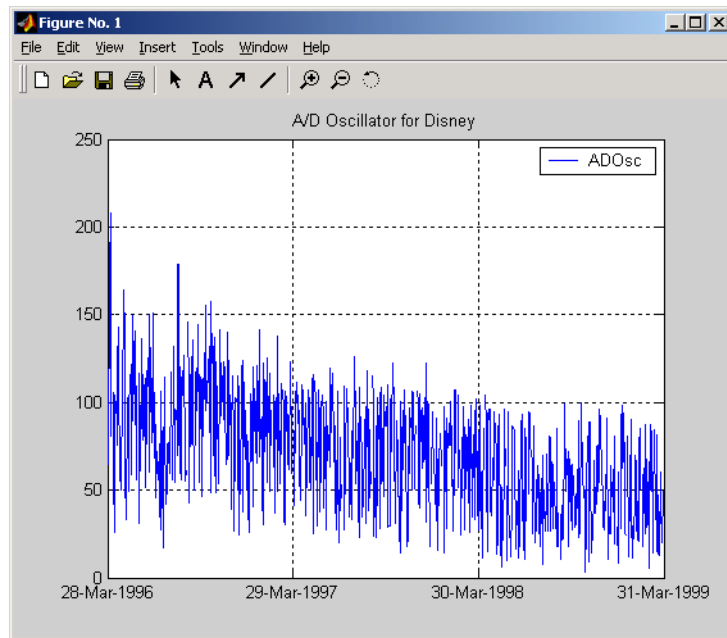 Figure No. 1
File Edit View Insert Tools Window Help
A
A/D Oscillator for Disney
250
ADOsc
200
150
100
50
0
28-Mar-1996 29-Mar-1997 30-Mar-1998 31-Mar-1999